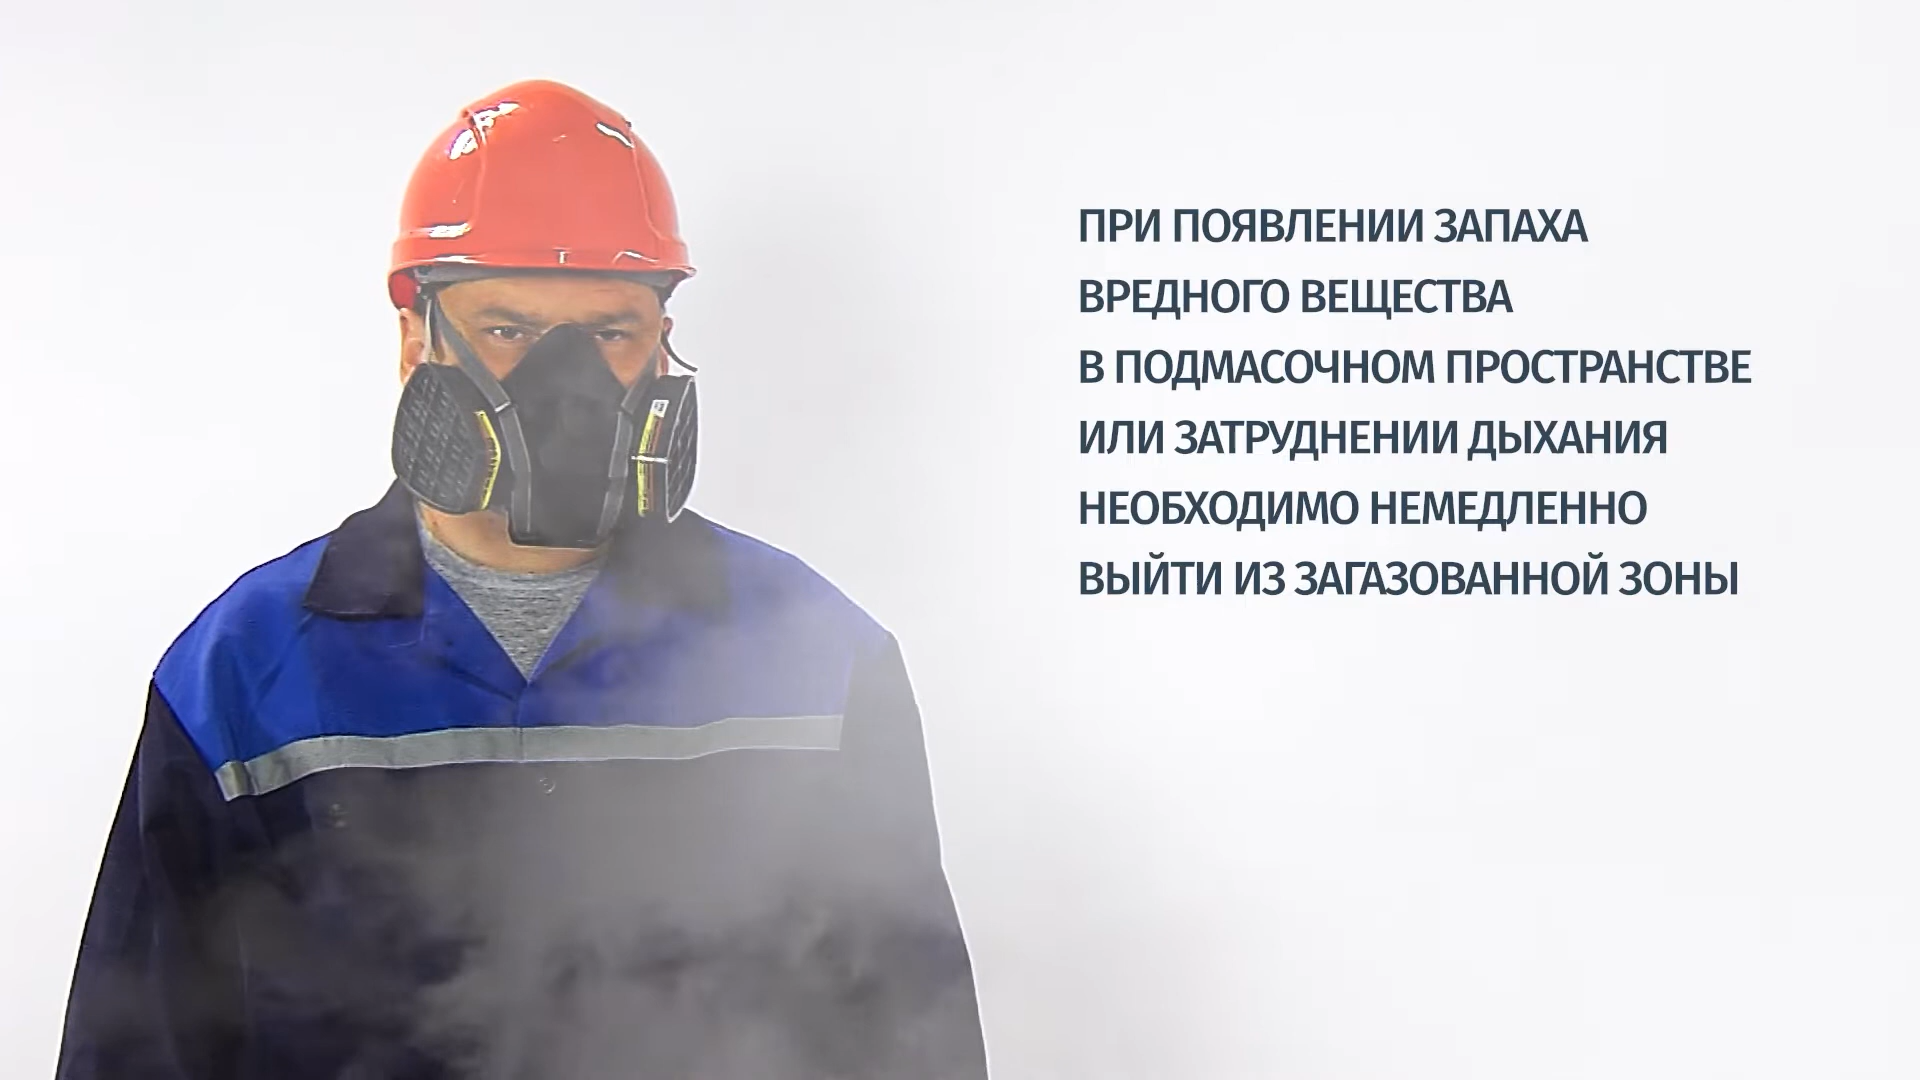 ПРИ ПОЯВЛЕНИИ ЗАПАХА
ВРЕДНОГО ВЕЩЕСТВА
В ПОДМАСОЧНОМ ПРОСТРАНСТВЕ
ИЛИ ЗАТРУДНЕНИИ ДЫХАНИЯ
НЕОБХОДИМО НЕМЕДЛЕННО
ВЫЙТИ ИЗ ЗАГАЗОВАННОЙ ЗОНЫ